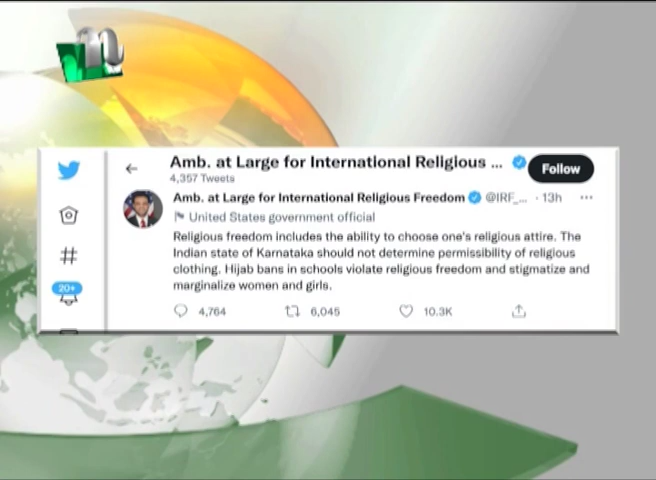 n
Amb. at Large for International Religious ...
Follow
4,357 Tweets
Amb. at Large for International Religious Freedom @IRF_... · 13h ...
United States government official
Religious freedom includes the ability to choose one's religious attire. The
Indian state of Karnataka should not determine permissibility of religious
clothing. Hijab bans in schools violate religious freedom and stigmatize and
marginalize women and girls.
20+
4,764
6,045
10.3K